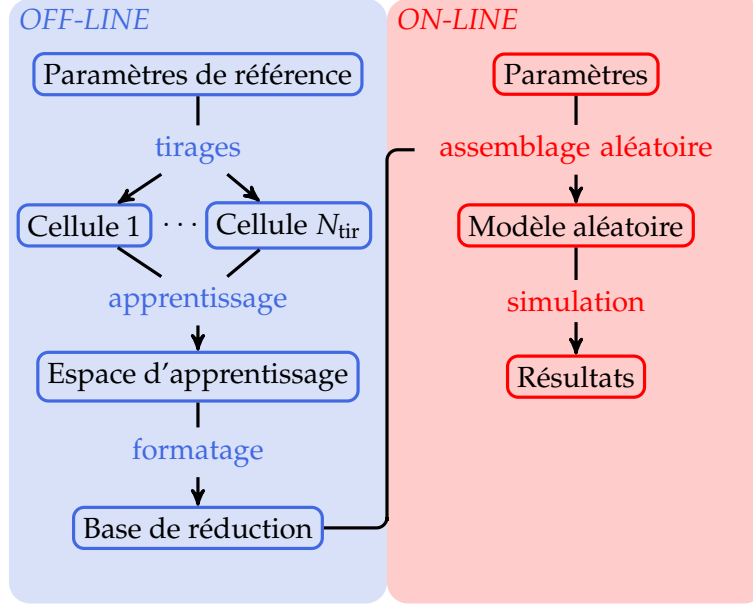 OFF-LINE
Paramètres de référence
tirages
Cellule 1 · · · Cellule N_tir
apprentissage
Espace d'apprentissage
formatage
Base de réduction
ON-LINE
Paramètres
assemblage aléatoire
Modèle aléatoire
simulation
Résultats